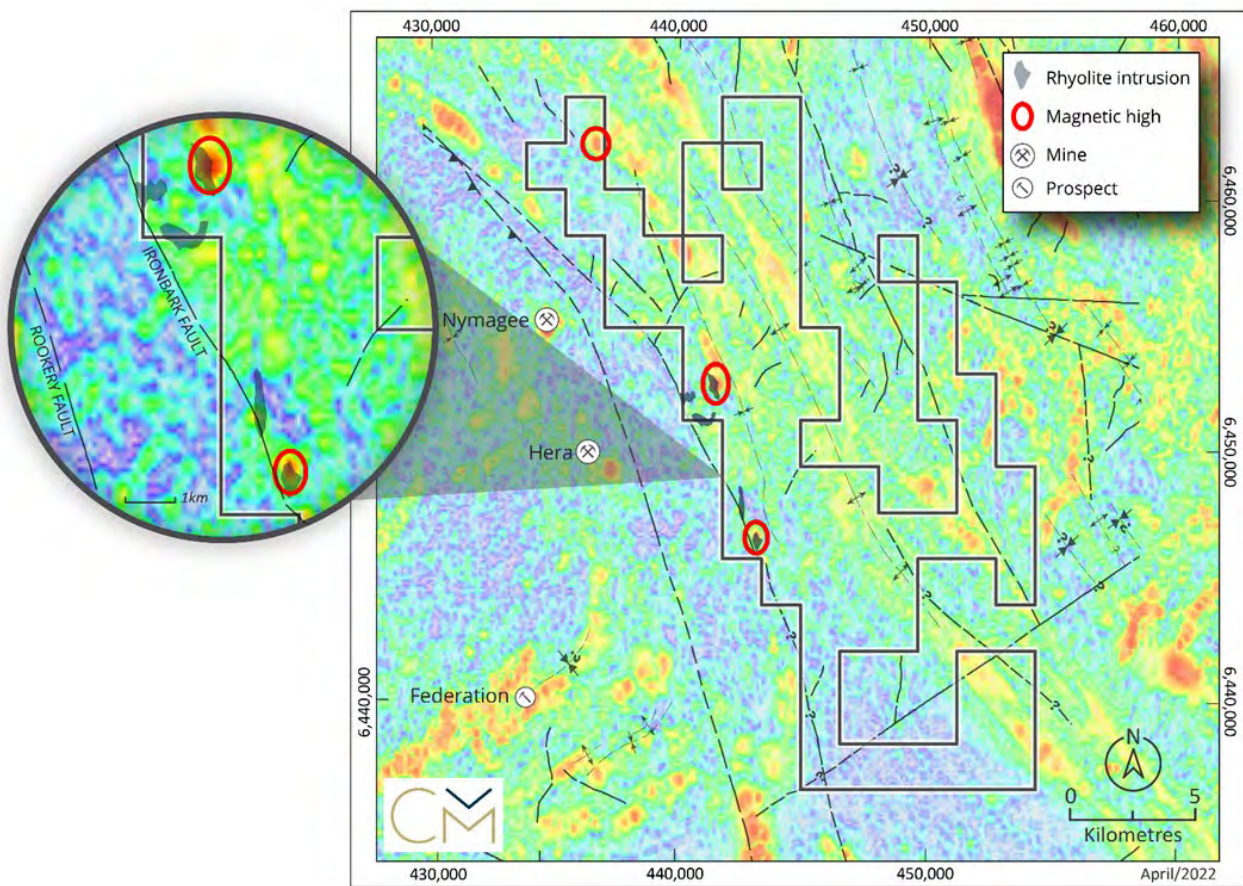 430,000
440,000
450,000
460,000
Rhyolite intrusion
Magnetic high
Mine
Prospect
6,460,000
IRONBARK FAULT
ROOKERY FAULT
1km
Nymagee
Hera
6,450,000
?
?
?
?
?
?
?
?
?
?
?
?
Federation
6,440,000
6,440,000
N
0 5
Kilometres
CM
430,000
440,000
450,000
April/2022